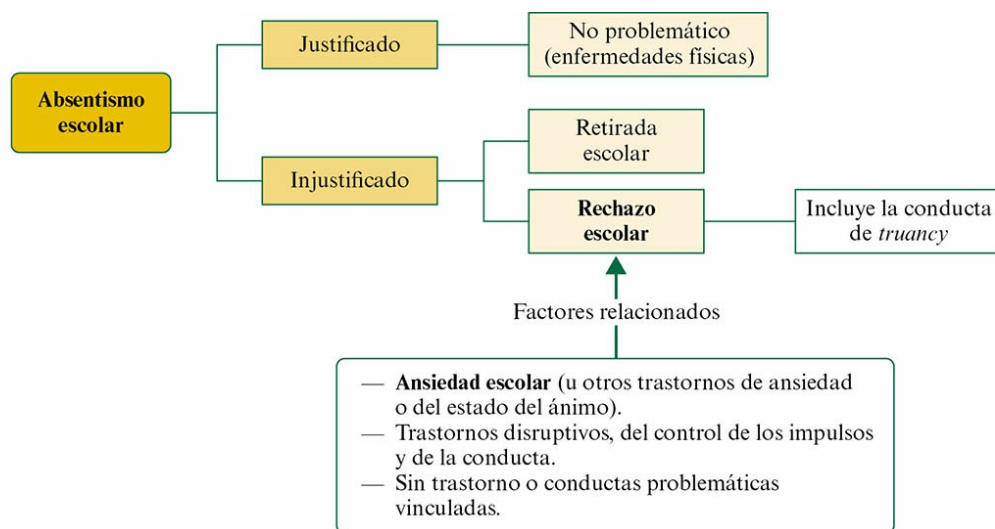 Absentismo
escolar
Justificado
No problemático
(enfermedades físicas)
Injustificado
Retirada
escolar
Rechazo
escolar
Incluye la conducta
de truancy
Factores relacionados
— Ansiedad escolar (u otros trastornos de ansiedad
o del estado del ánimo).
— Trastornos disruptivos, del control de los impulsos
y de la conducta.
— Sin trastorno o conductas problemáticas
vinculadas.